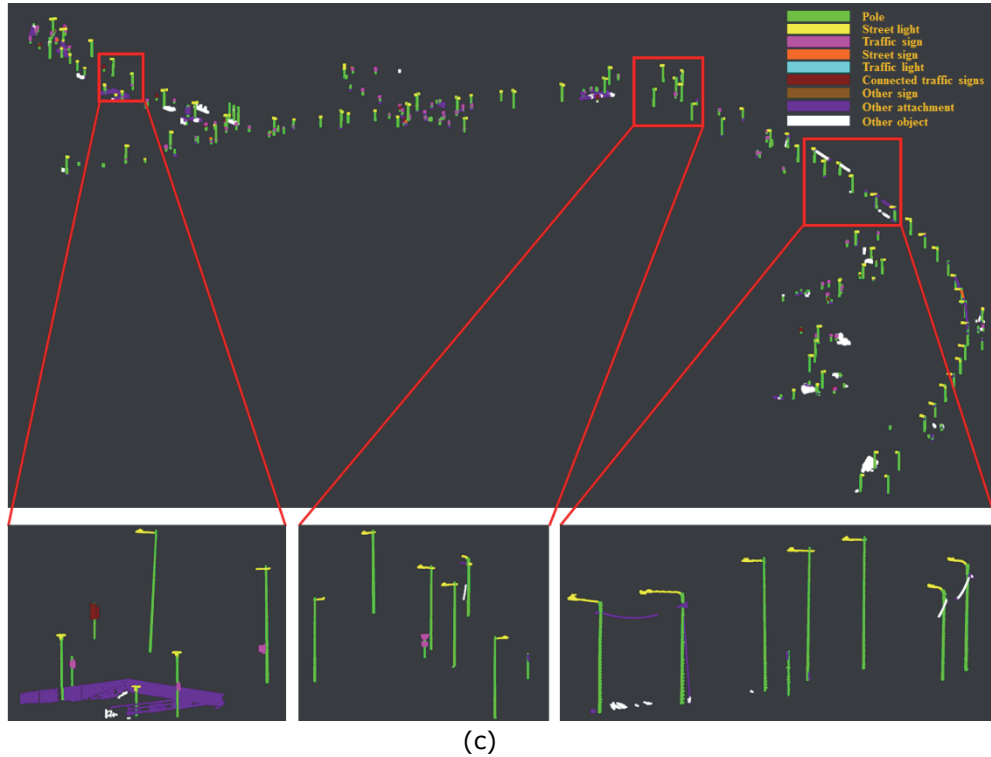 Pole
Street light
Traffic sign
Street sign
Traffic light
Connected traffic signs
Other sign
Other attachment
Other object
(c)